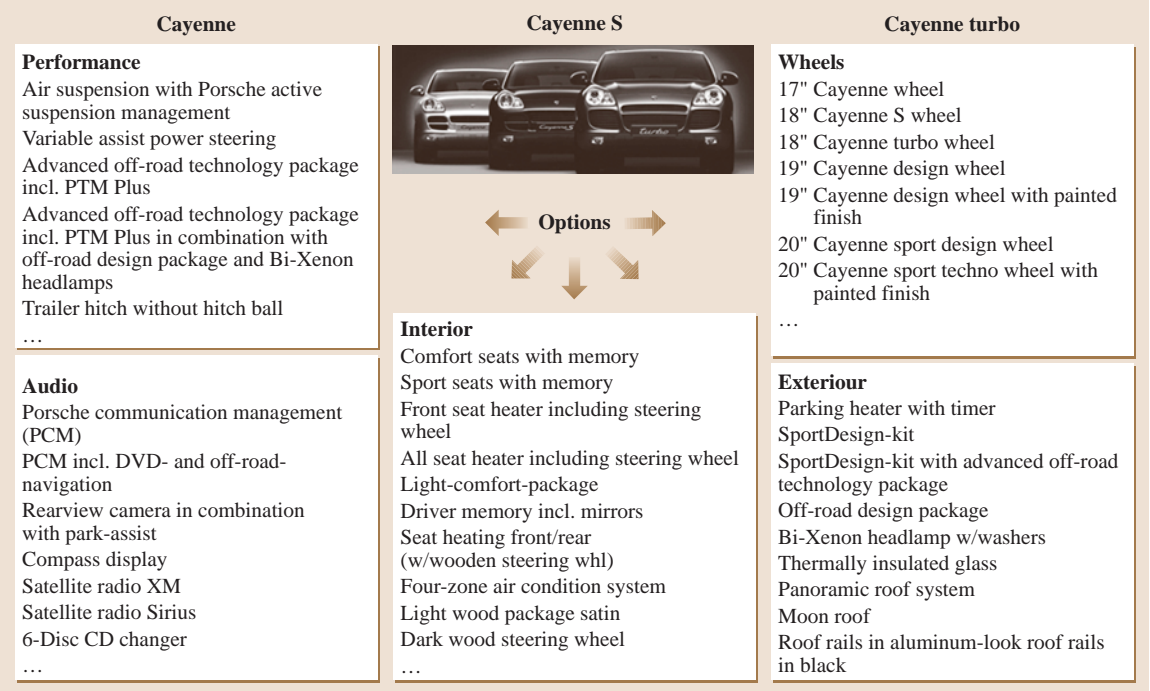 Cayenne
Cayenne S
Cayenne turbo
Performance
Air suspension with Porsche active
suspension management
Variable assist power steering
Advanced off-road technology package
incl. PTM Plus
Advanced off-road technology package
incl. PTM Plus in combination with
off-road design package and Bi-Xenon
headlamps
Trailer hitch without hitch ball
…
Audio
Porsche communication management
(PCM)
PCM incl. DVD- and off-road-
navigation
Rearview camera in combination
with park-assist
Compass display
Satellite radio XM
Satellite radio Sirius
6-Disc CD changer
…
Cayenne
Cayenne S
turbo
Options
Interior
Comfort seats with memory
Sport seats with memory
Front seat heater including steering
wheel
All seat heater including steering wheel
Light-comfort-package
Driver memory incl. mirrors
Seat heating front/rear
(w/wooden steering whl)
Four-zone air condition system
Light wood package satin
Dark wood steering wheel
…
Wheels
17" Cayenne wheel
18" Cayenne S wheel
18" Cayenne turbo wheel
19" Cayenne design wheel
19" Cayenne design wheel with painted
finish
20" Cayenne sport design wheel
20" Cayenne sport techno wheel with
painted finish
…
Exteriour
Parking heater with timer
SportDesign-kit
SportDesign-kit with advanced off-road
technology package
Off-road design package
Bi-Xenon headlamp w/washers
Thermally insulated glass
Panoramic roof system
Moon roof
Roof rails in aluminum-look roof rails
in black